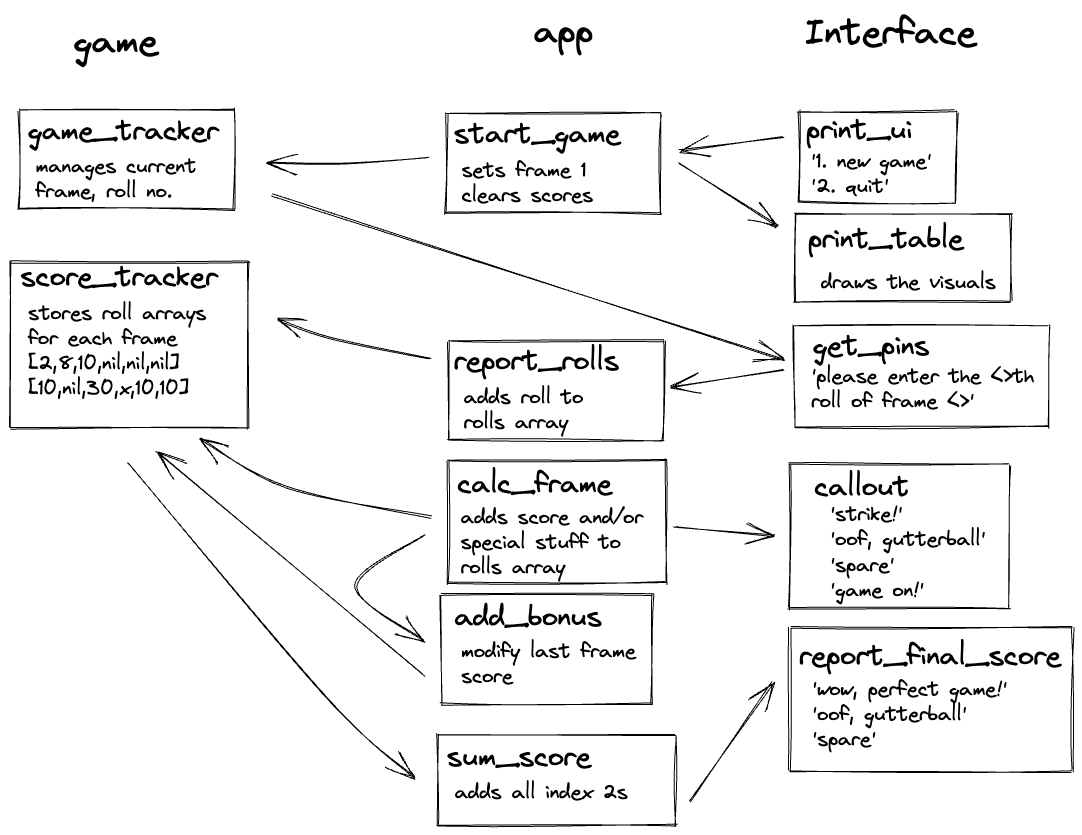 game
app
Interface
game_tracker
manages current
frame, roll no.
start_game
sets frame 1
clears scores
print_ui
'1. new game'
'2. quit'
print_table
draws the visuals
score_tracker
stores roll arrays
for each frame
[2,8,10,nil,nil,nil]
[10,nil,30,x,10,10]
report_rolls
adds roll to
rolls array
get_pins
'please enter the <>th
roll of frame <>'
calc_frame
adds score and/or
special stuff to
rolls array
callout
'strike!'
'oof, gutterball'
'spare'
'game on!'
add_bonus
modify last frame
score
report_final_score
'wow, perfect game!'
'oof, gutterball'
'spare'
sum_score
adds all index 2s